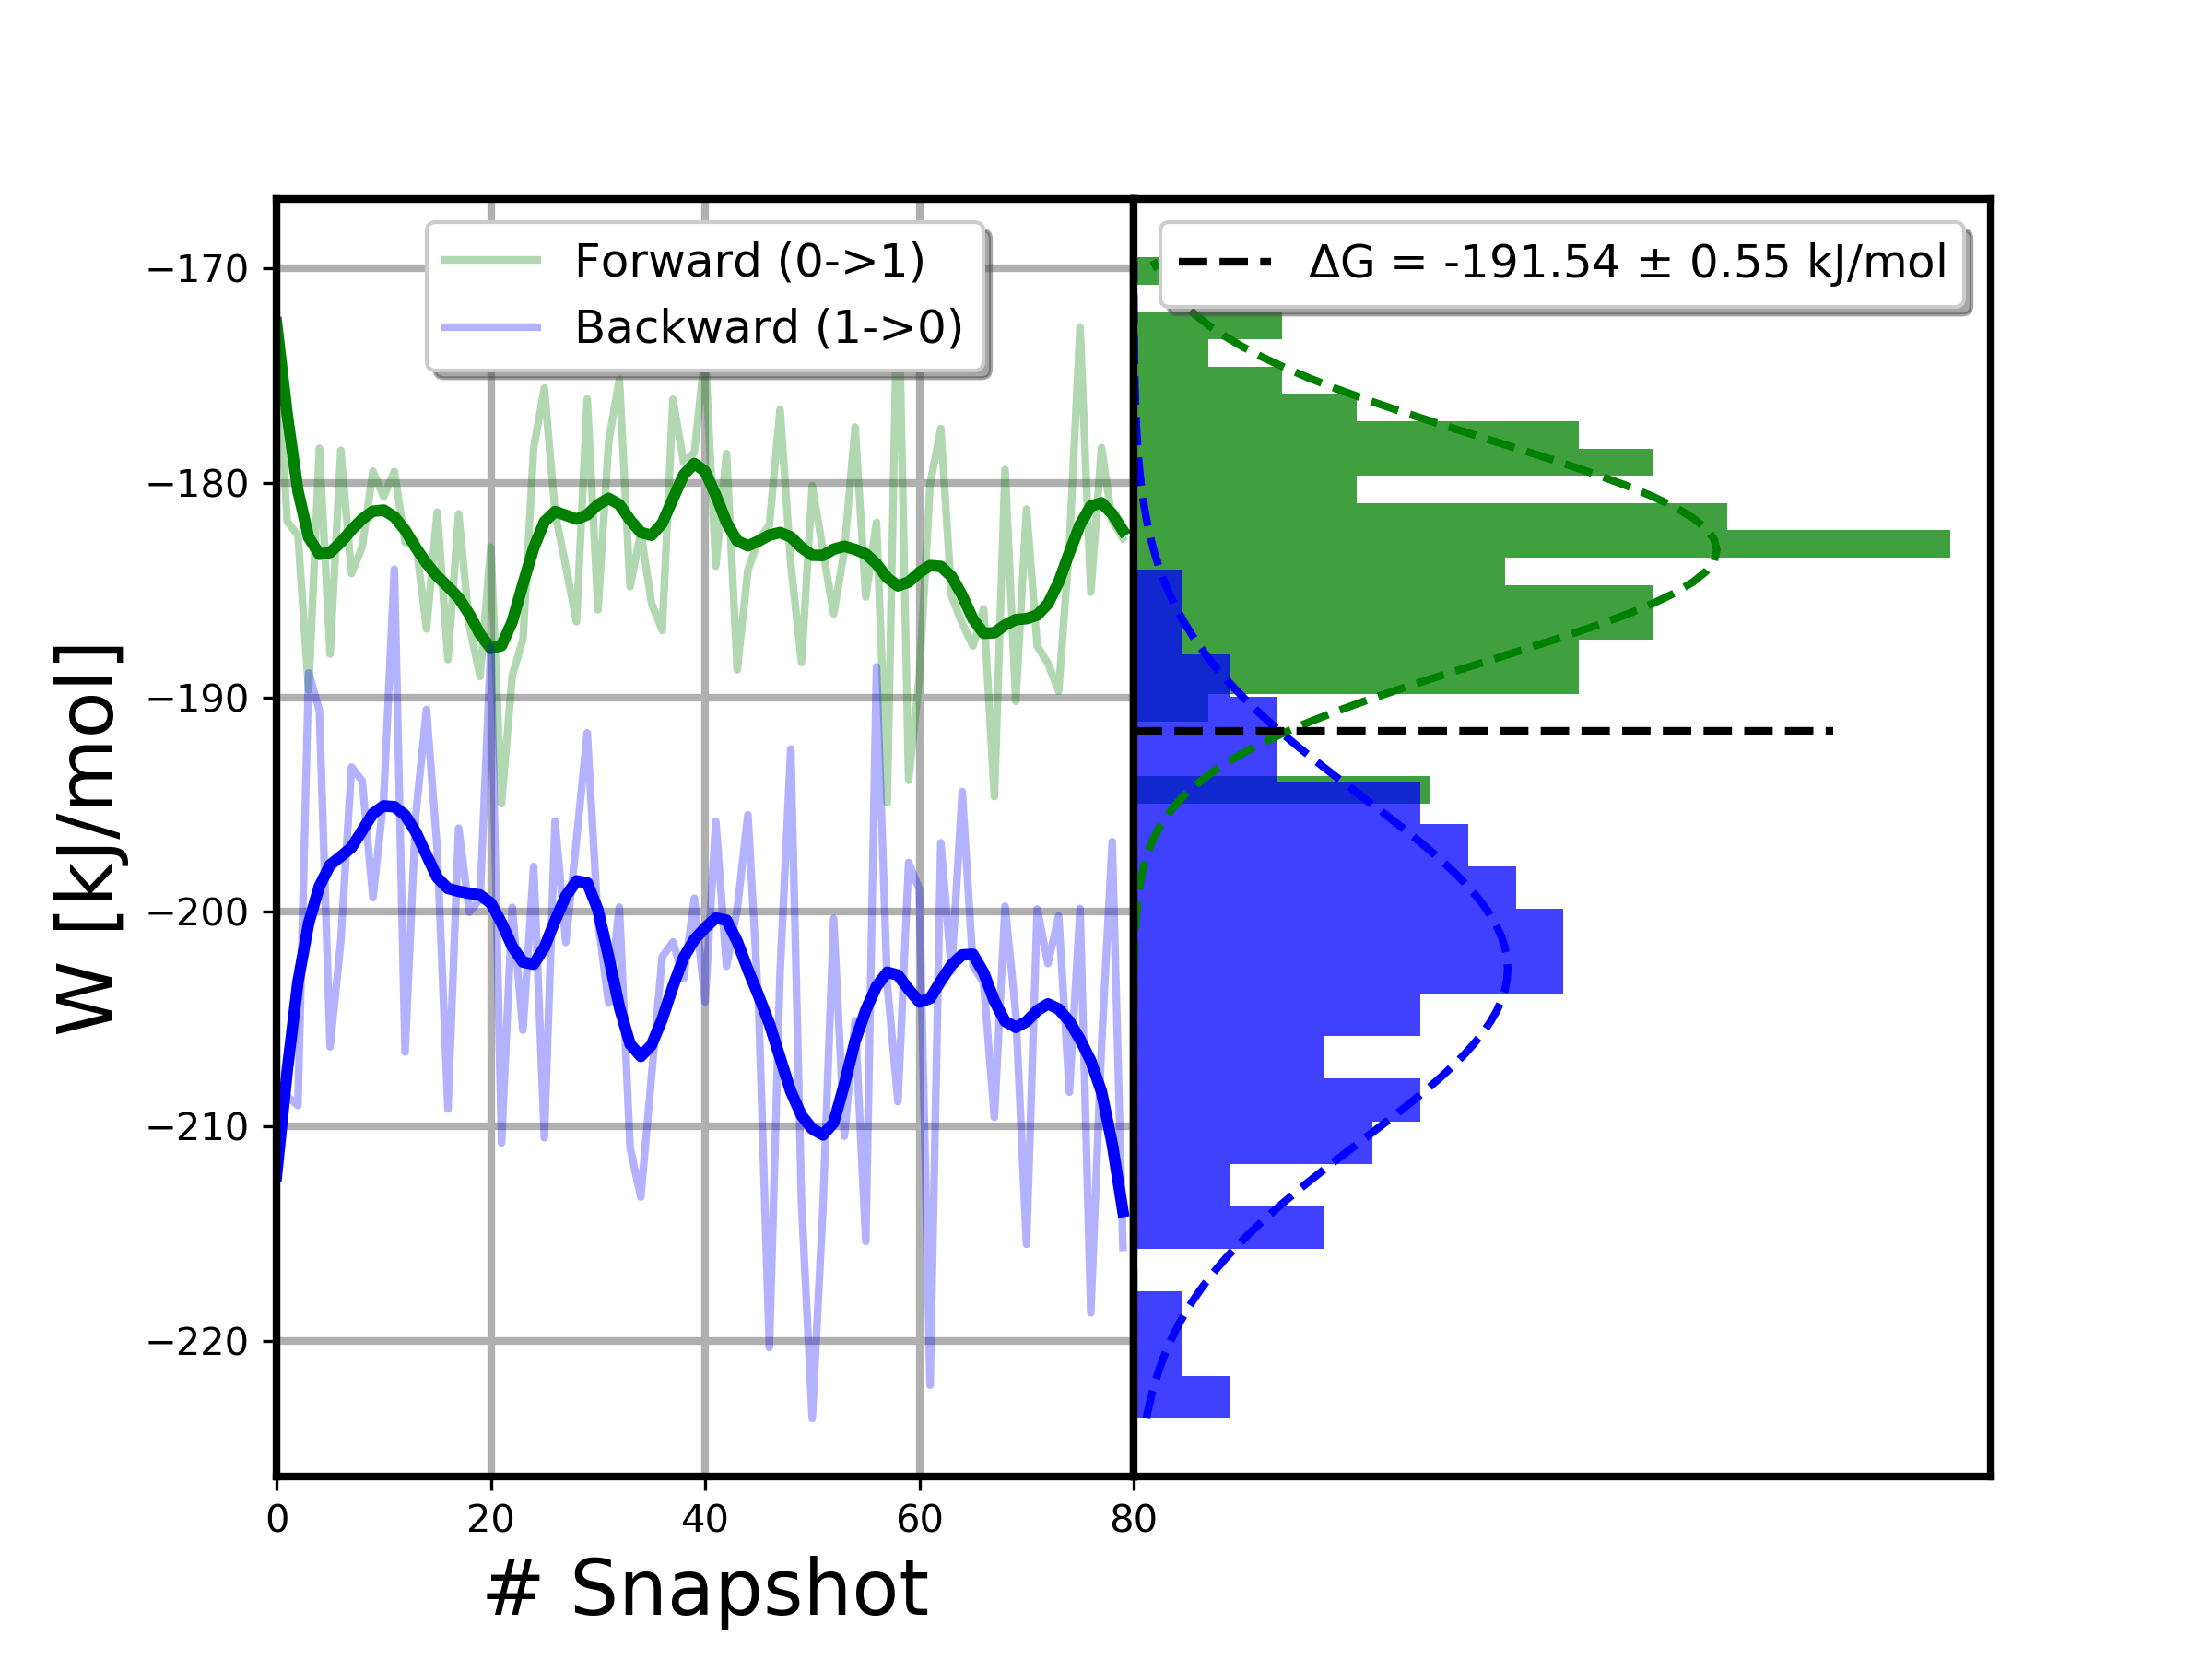 Forward (0->1)
Backward (1->0)
ΔG = -191.54 ± 0.55 kJ/mol
W [kJ/mol]
−170
−180
−190
−200
−210
−220
0 20 40 60 80
# Snapshot